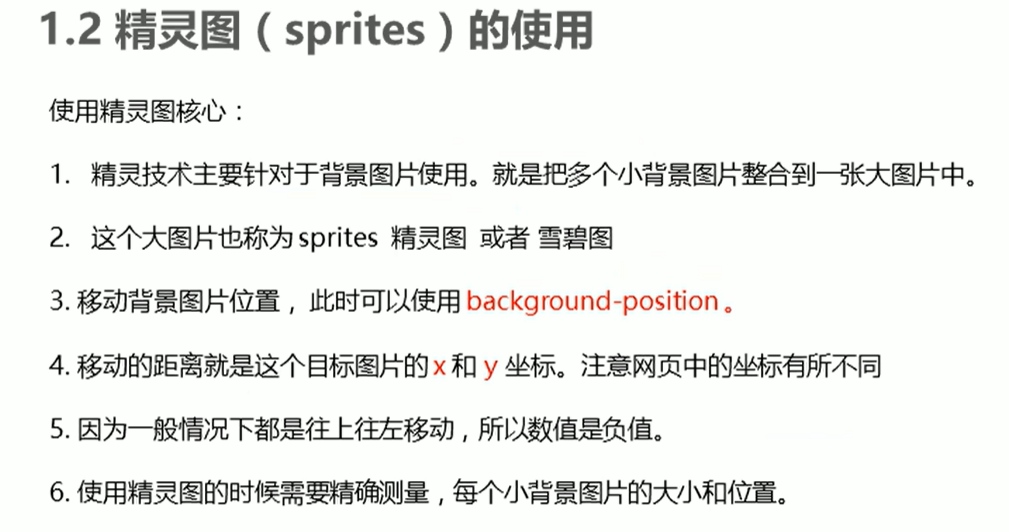 1.2 精灵图（sprites）的使用
使用精灵图核心：
1. 精灵技术主要针对于背景图片使用。就是把多个小背景图片整合到一张大图片中。
2. 这个大图片也称为 sprites 精灵图 或者 雪碧图
3. 移动背景图片位置， 此时可以使用 background-position 。
4. 移动的距离就是这个目标图片的 x 和 y 坐标。注意网页中的坐标有所不同
5. 因为一般情况下都是往上往左移动，所以数值是负值。
6. 使用精灵图的时候需要精确测量，每个小背景图片的大小和位置。